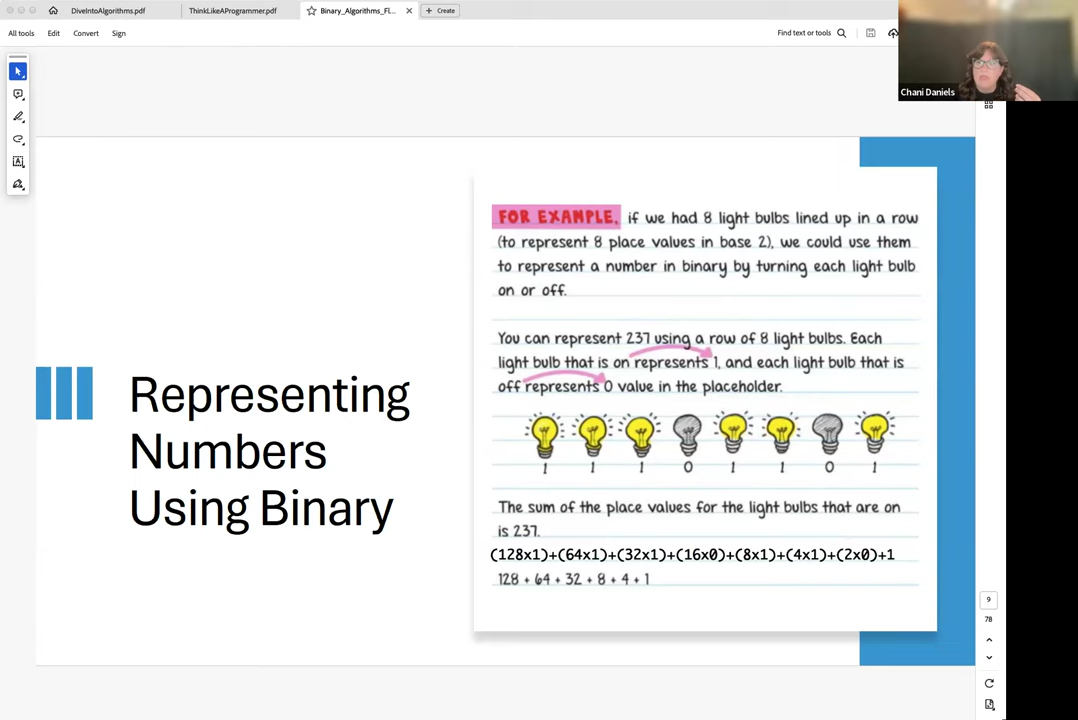 DiveIntoAlgorithms.pdf
ThinkLikeAProgrammer.pdf
Binary_Algorithms_Fl...
Create
All tools
Edit
Convert
Sign
Find text or tools
Chani Daniels
FOR EXAMPLE, if we had 8 light bulbs lined up in a row
(to represent 8 place values in base 2), we could use them
to represent a number in binary by turning each light bulb
on or off.
You can represent 237 using a row of 8 light bulbs. Each
light bulb that is on represents 1, and each light bulb that is
off represents 0 value in the placeholder.
1 1 1 0 1 1 0 1
The sum of the place values for the light bulbs that are on
is 237.
(128x1)+(64x1)+(32x1)+(16x0)+(8x1)+(4x1)+(2x0)+1
128 + 64 + 32 + 8 + 4 + 1
Representing
Numbers
Using Binary
9
78